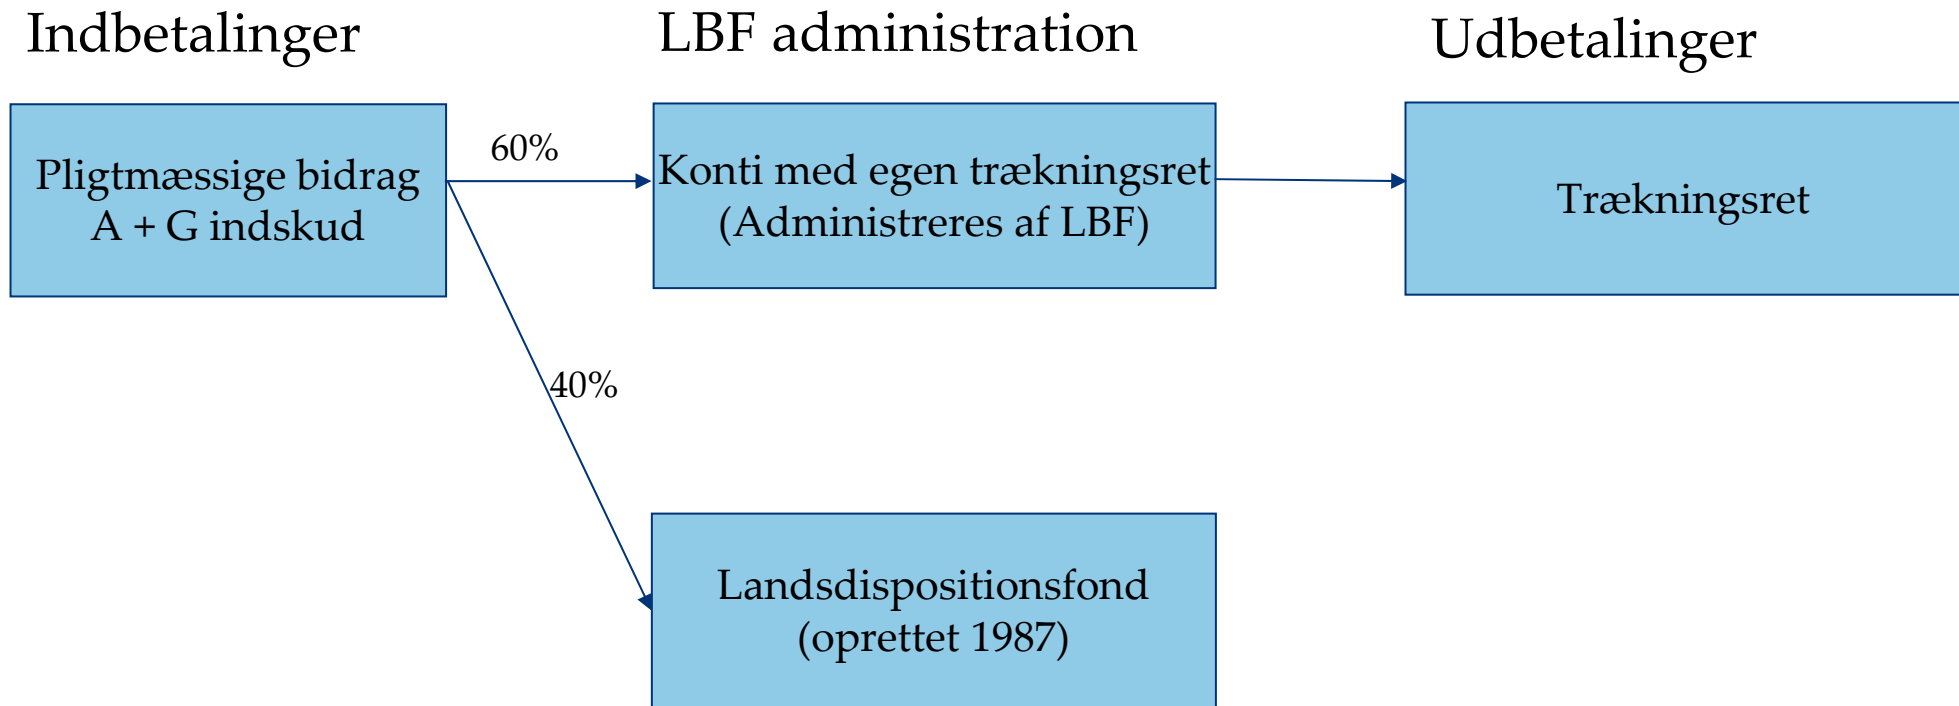 Indbetalinger
LBF administration
Udbetalinger
Pligtmæssige bidrag
A + G indskud
60%
Konti med egen trækningsret
(Administreres af LBF)
Trækningsret
40%
Landsdispositionsfond
(oprettet 1987)